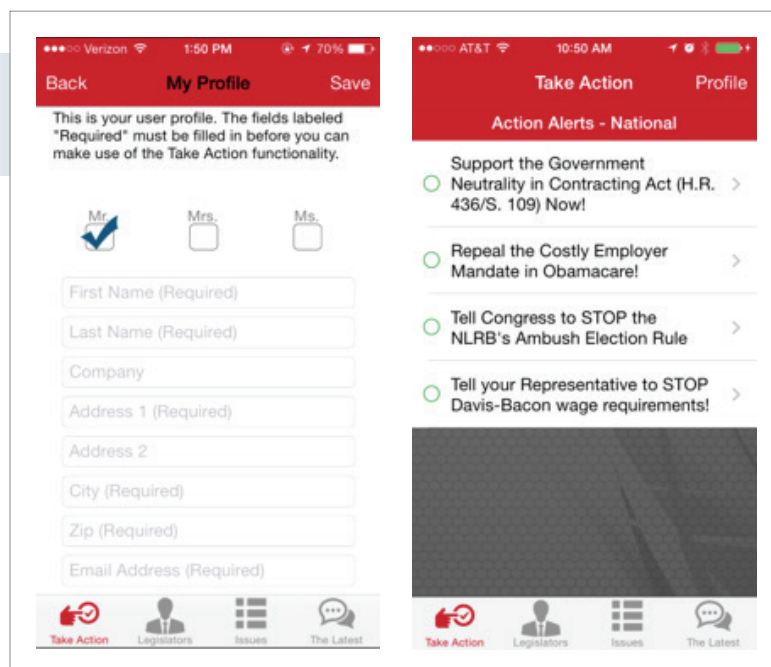 Verizon 1:50 PM 70%
Back My Profile Save
This is your user profile. The fields labeled
"Required" must be filled in before you can
make use of the Take Action functionality.
Mr. Mrs. Ms.
First Name (Required)
Last Name (Required)
Company
Address 1 (Required)
Address 2
City (Required)
Zip (Required)
Email Address (Required)
Take Action Legislators Issues The Latest
AT&T 10:50 AM
Take Action Profile
Action Alerts - National
Support the Government
Neutrality in Contracting Act (H.R.
436/S. 109) Now!
Repeal the Costly Employer
Mandate in Obamacare!
Tell Congress to STOP the
NLRB's Ambush Election Rule
Tell your Representative to STOP
Davis-Bacon wage requirements!
Take Action Legislators Issues The Latest